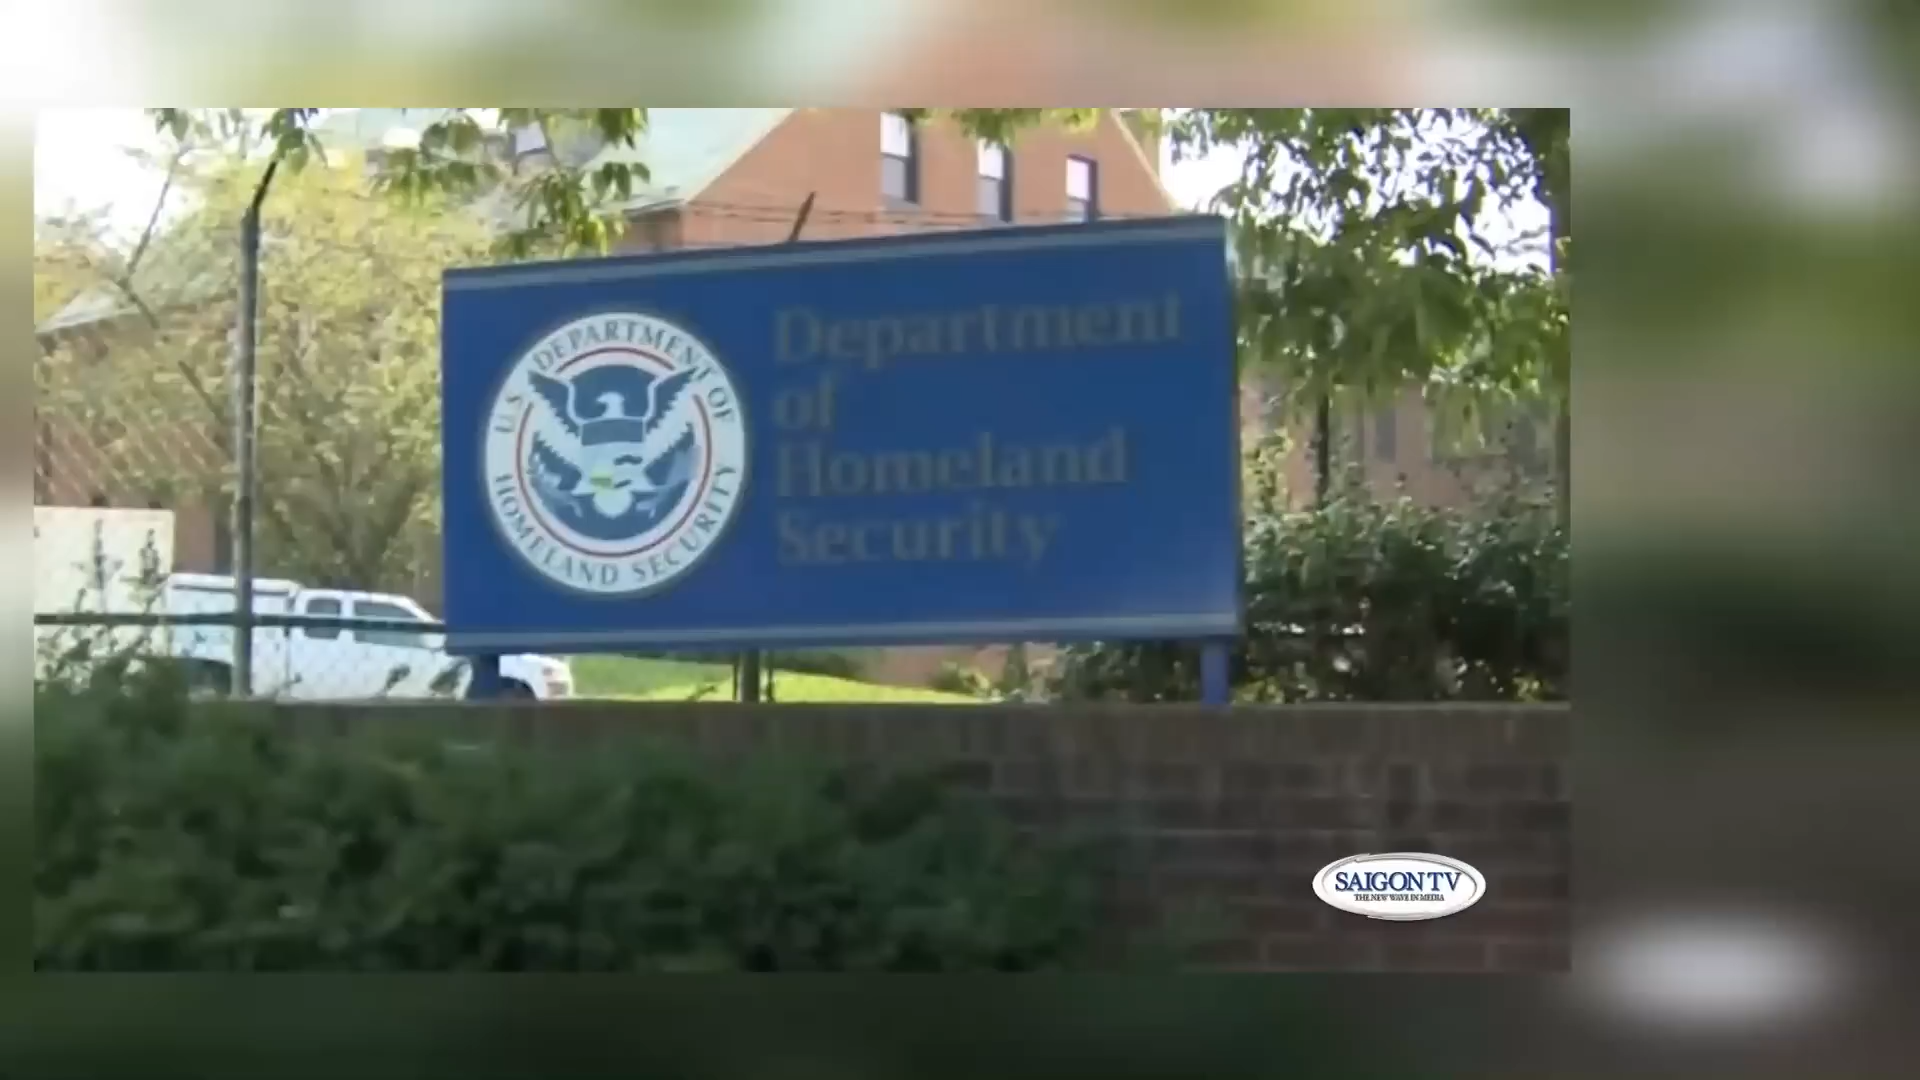 U.S. DEPARTMENT OF
HOMELAND SECURITY
Department
of
Homeland
Security
SAIGON TV
THE NEW WAVE IN MEDIA